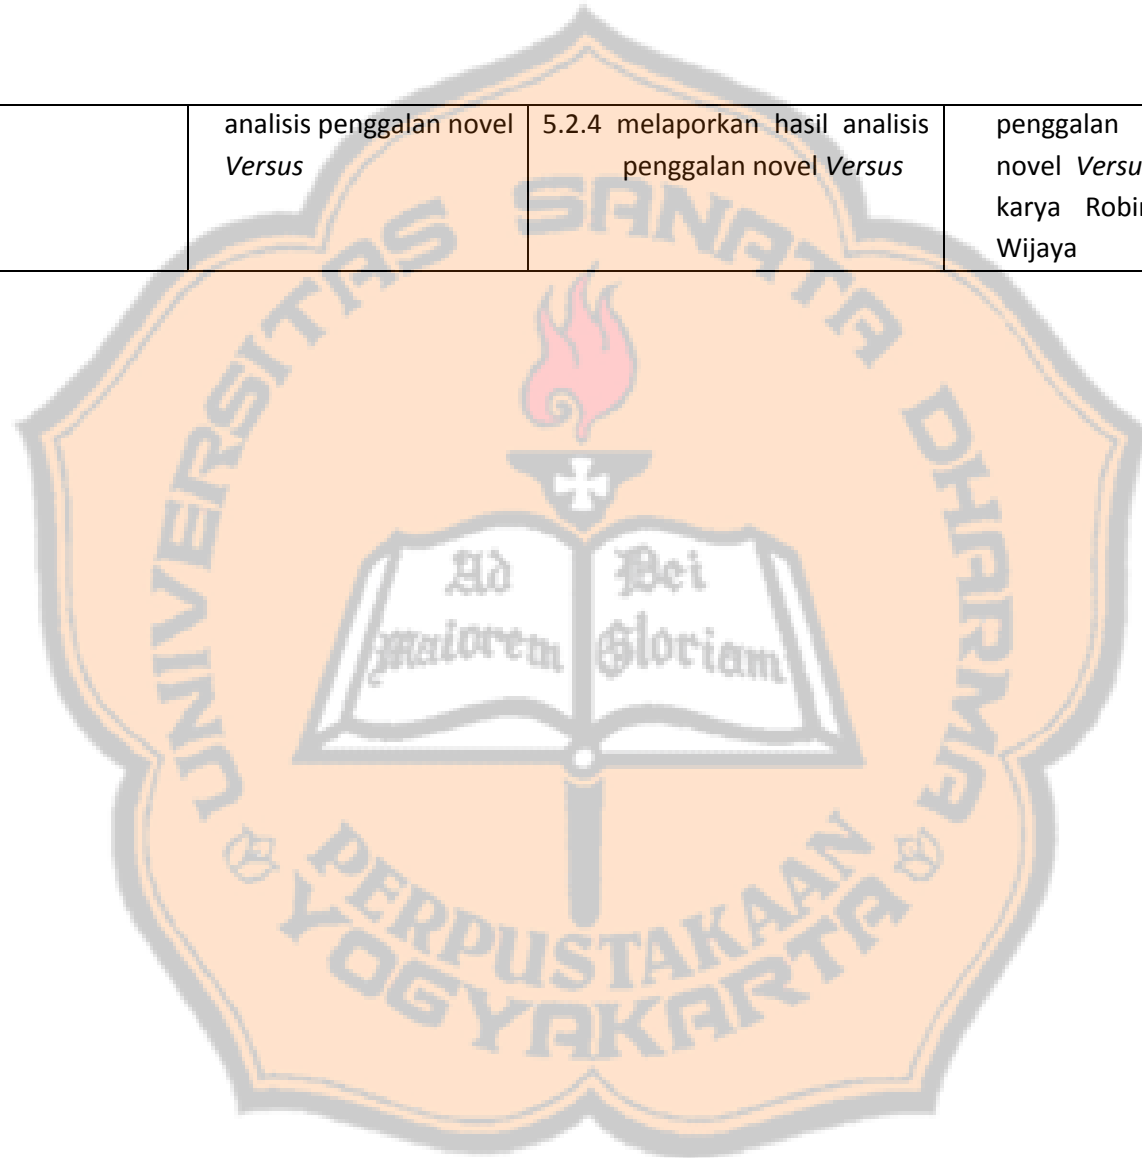 analisis penggalan novel
Versus
5.2.4 melaporkan hasil analisis
penggalan novel Versus
penggalan
novel
karya
Wijaya
UNIVERSITAS SANATA DHARMA
Ad
Maiorem
Dei
Gloriam
PERPUSTAKAAN
YOGYAKARTA